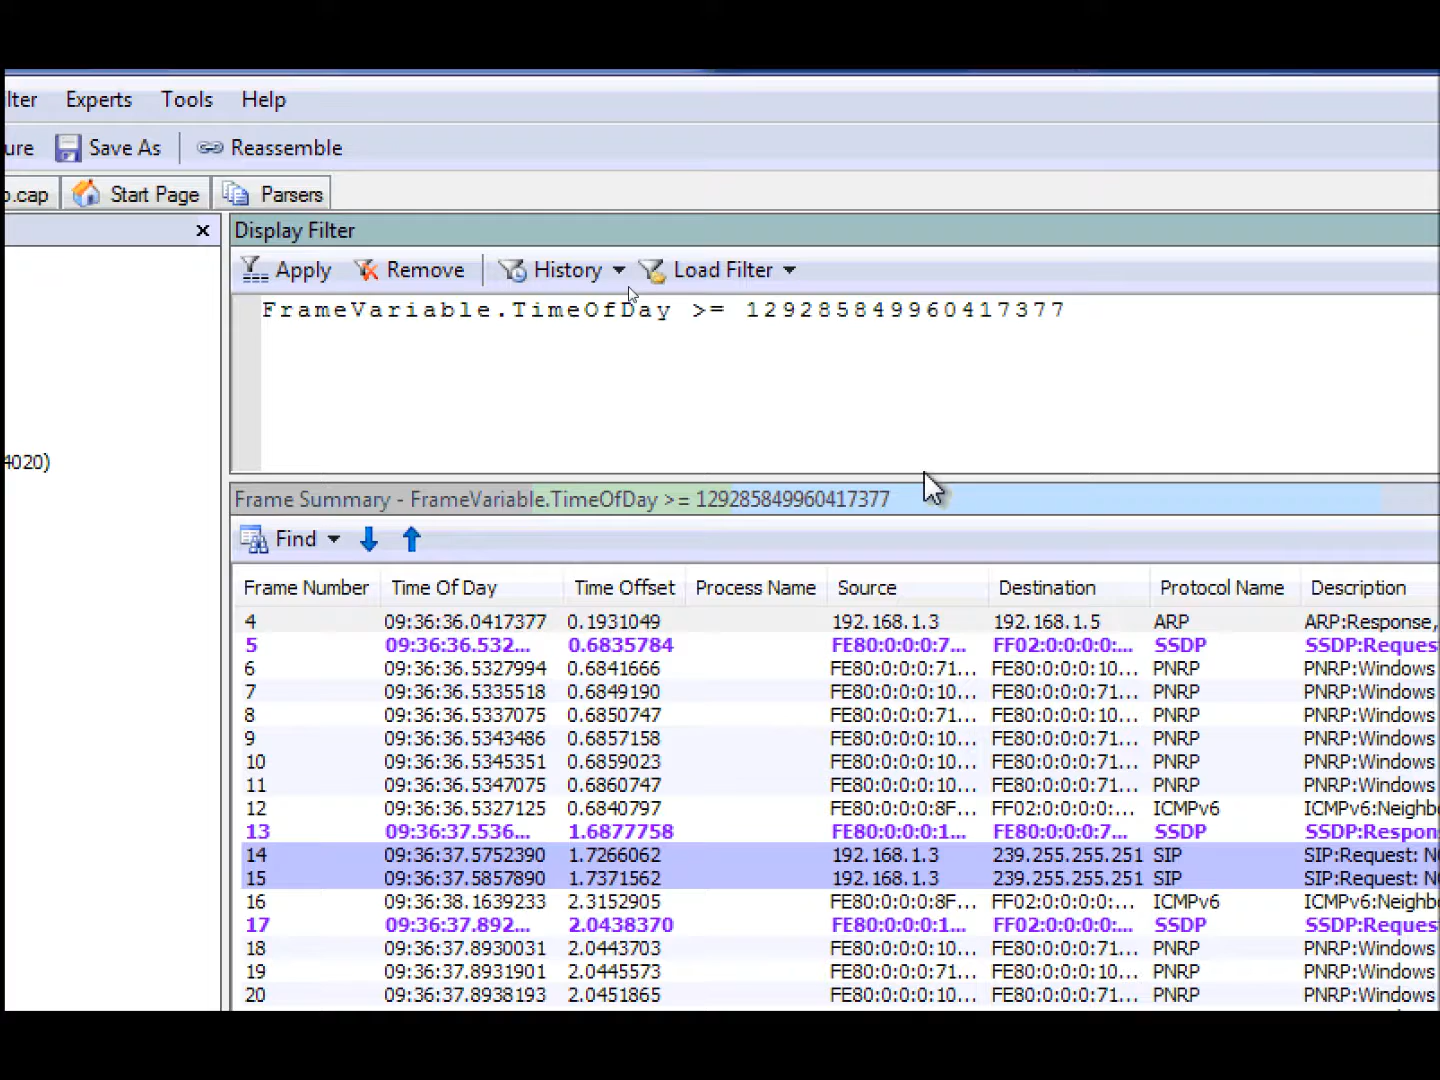 lter Experts Tools Help
ure Save As Reassemble
o.cap Start Page Parsers
x Display Filter
Apply Remove History Load Filter
FrameVariable.TimeOfDay >= 129285849960417377
4020)
Frame Summary - FrameVariable.TimeOfDay >= 129285849960417377
Find
Frame Number Time Of Day Time Offset Process Name Source Destination Protocol Name Description
4 09:36:36.0417377 0.1931049 192.168.1.3 192.168.1.5 ARP ARP:Response,
5 09:36:36.532... 0.6835784 FE80:0:0:0:7... FF02:0:0:0:0:... SSDP SSDP:Reques
6 09:36:36.5327994 0.6841666 FE80:0:0:0:71... FE80:0:0:0:10... PNRP PNRP:Windows
7 09:36:36.5335518 0.6849190 FE80:0:0:0:10... FE80:0:0:0:71... PNRP PNRP:Windows
8 09:36:36.5337075 0.6850747 FE80:0:0:0:71... FE80:0:0:0:10... PNRP PNRP:Windows
9 09:36:36.5343486 0.6857158 FE80:0:0:0:10... FE80:0:0:0:71... PNRP PNRP:Windows
10 09:36:36.5345351 0.6859023 FE80:0:0:0:10... FE80:0:0:0:71... PNRP PNRP:Windows
11 09:36:36.5347075 0.6860747 FE80:0:0:0:10... FE80:0:0:0:71... PNRP PNRP:Windows
12 09:36:36.5327125 0.6840797 FE80:0:0:0:8F... FF02:0:0:0:0:... ICMPv6 ICMPv6:Neighb
13 09:36:37.536... 1.6877758 FE80:0:0:0:1... FE80:0:0:0:7... SSDP SSDP:Respon
14 09:36:37.5752390 1.7266062 192.168.1.3 239.255.255.251 SIP SIP:Request: N
15 09:36:37.5857890 1.7371562 192.168.1.3 239.255.255.251 SIP SIP:Request: N
16 09:36:38.1639233 2.3152905 FE80:0:0:0:8F... FF02:0:0:0:0:... ICMPv6 ICMPv6:Neighb
17 09:36:37.892... 2.0438370 FE80:0:0:0:1... FF02:0:0:0:0:... SSDP SSDP:Reques
18 09:36:37.8930031 2.0443703 FE80:0:0:0:10... FE80:0:0:0:71... PNRP PNRP:Windows
19 09:36:37.8931901 2.0445573 FE80:0:0:0:71... FE80:0:0:0:10... PNRP PNRP:Windows
20 09:36:37.8938193 2.0451865 FE80:0:0:0:10... FE80:0:0:0:71... PNRP PNRP:Windows